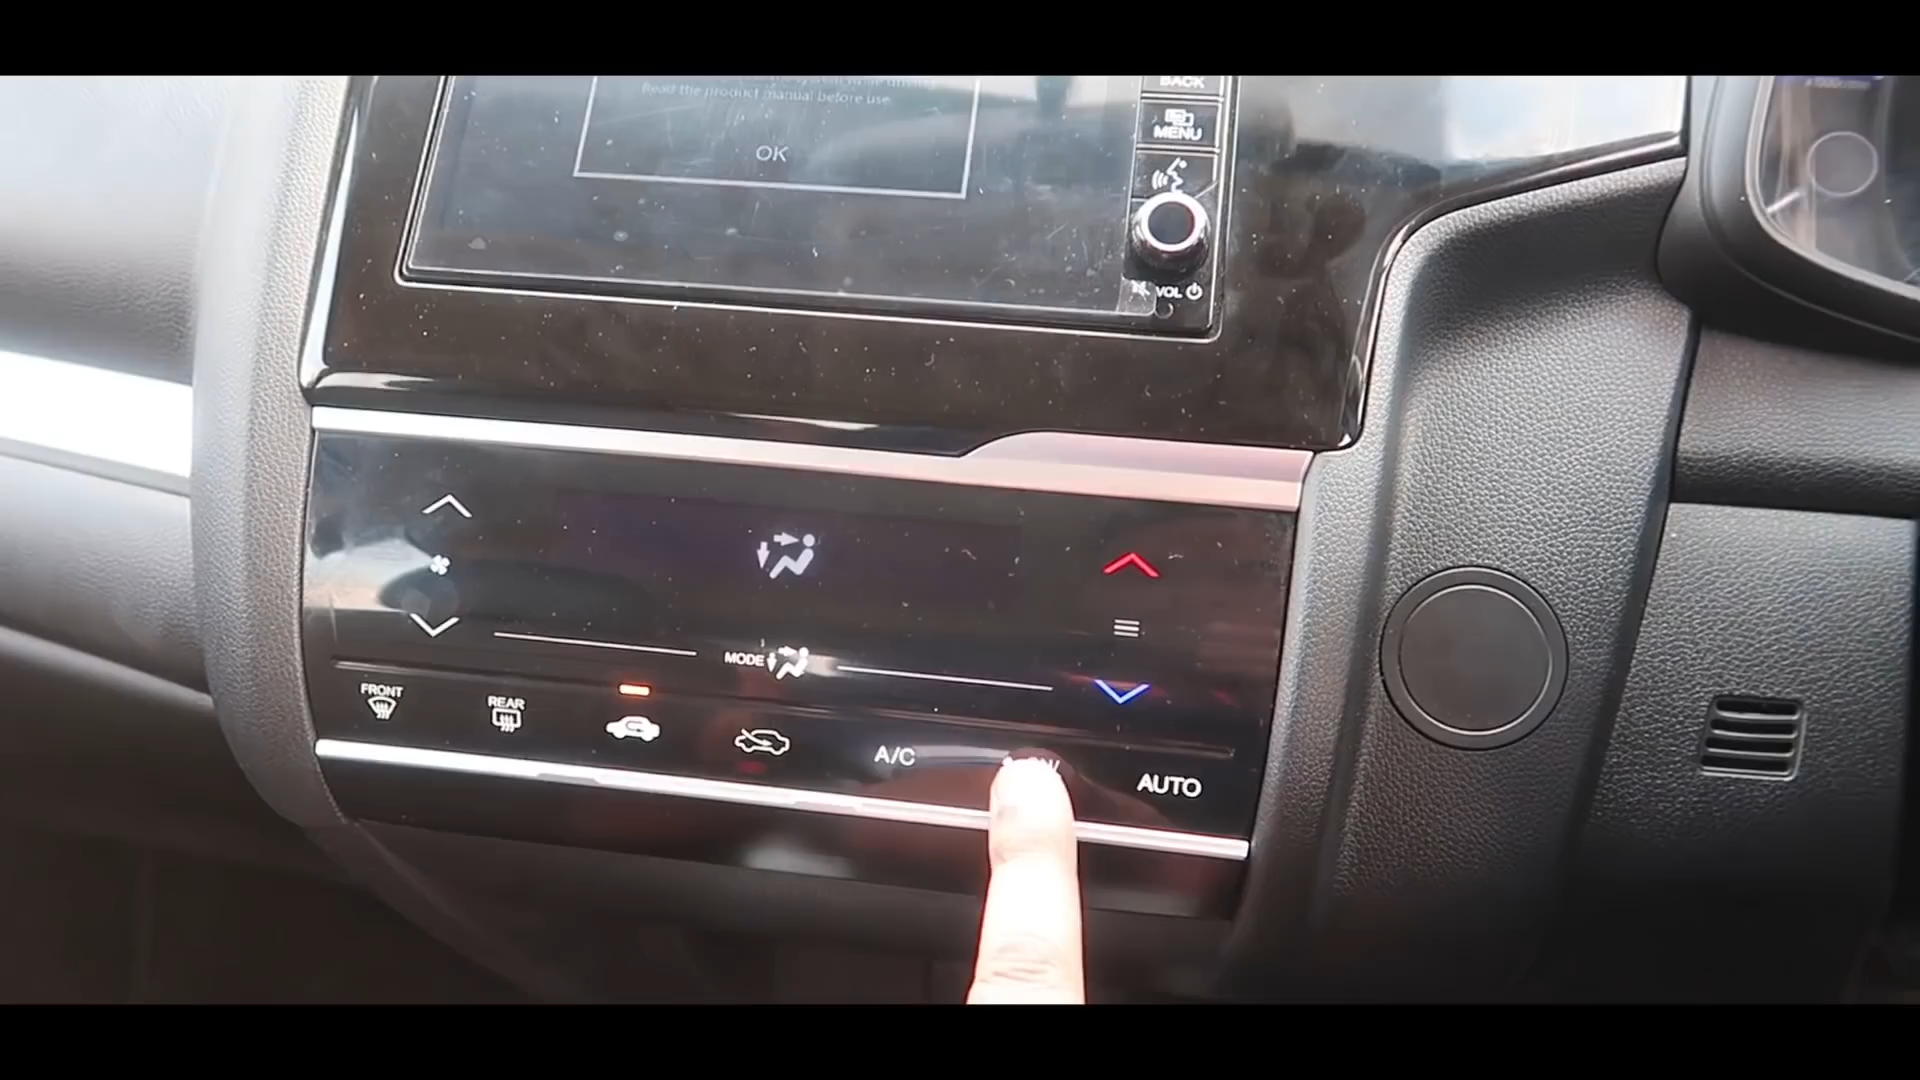 BACK
Read the product manual before use.
MENU
OK
VOL
MODE
FRONT
REAR
A/C
AUTO